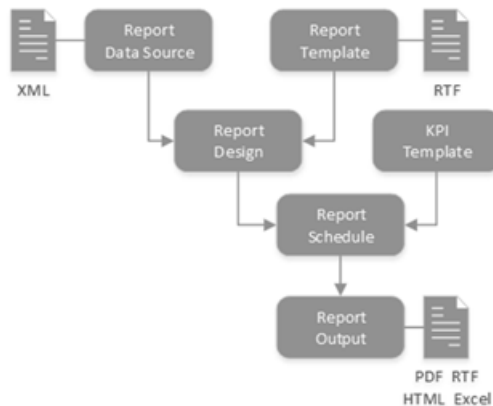 Report
Data Source
Report
Template
XML
RTF
Report
Design
KPI
Template
Report
Schedule
Report
Output
PDF RTF
HTML Excel